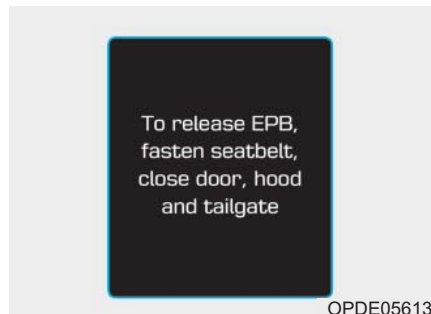 To release EPB,
fasten seatbelt,
close door, hood
and tailgate
OPDE05613